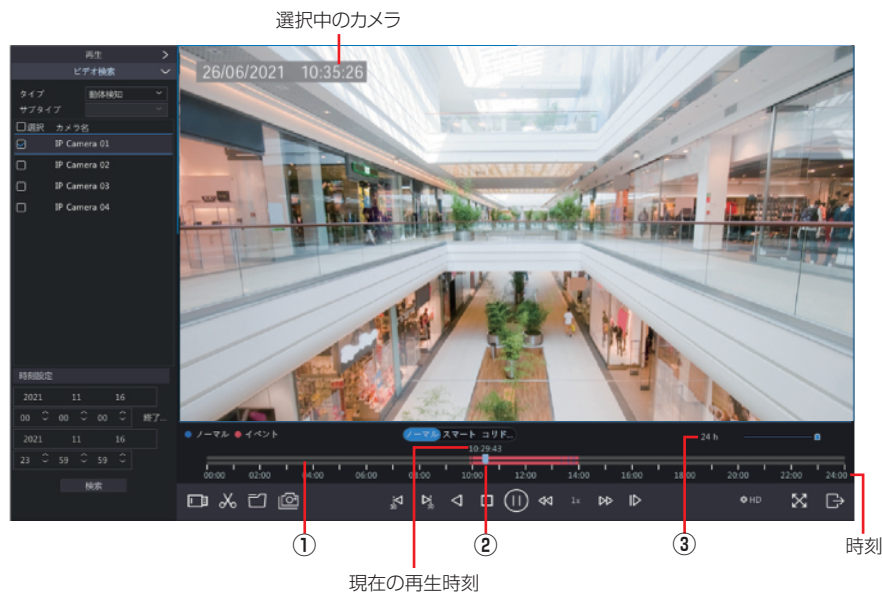 選択中のカメラ
再生
ビデオ検索
タイプ 動体検知
サブタイプ
選択 カメラ名
IP Camera 01
IP Camera 02
IP Camera 03
IP Camera 04
26/06/2021 10:35:26
時刻設定
2021 11 16
00 00 00 終了...
2021 11 16
23 59 59
検索
ノーマル イベント
ノーマル スマート コリド...
24 h
10:29:43
00:00 02:00 04:00 06:00 08:00 10:00 12:00 14:00 16:00 18:00 20:00 22:00 24:00
30 30 1x HD
① ② ③ 時刻
現在の再生時刻